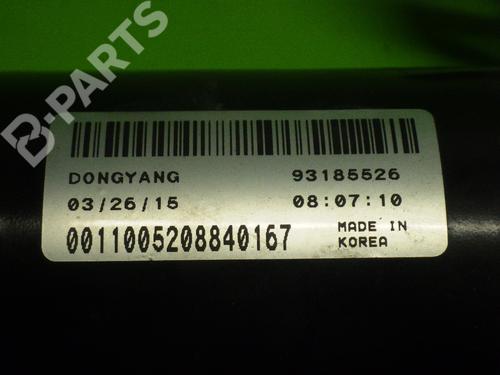 B-PARTS
DONGYANG 93185526
03/26/15 08:07:10
0011005208840167
MADE IN
KOREA